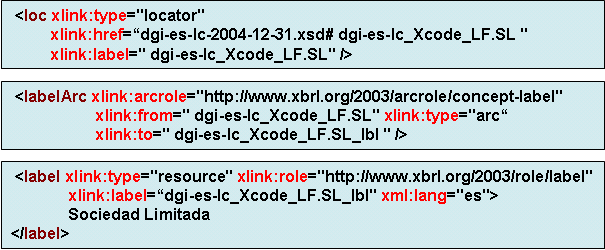 <loc xlink:type="locator"
xlink:href=“dgi-es-lc-2004-12-31.xsd# dgi-es-lc_Xcode_LF.SL "
xlink:label=" dgi-es-lc_Xcode_LF.SL" />
<labelArc xlink:arcrole="http://www.xbrl.org/2003/arcrole/concept-label"
xlink:from=" dgi-es-lc_Xcode_LF.SL" xlink:type="arc“
xlink:to=" dgi-es-lc_Xcode_LF.SL_lbl " />
<label xlink:type="resource" xlink:role="http://www.xbrl.org/2003/role/label"
xlink:label=“dgi-es-lc_Xcode_LF.SL_lbl" xml:lang="es">
Sociedad Limitada
</label>